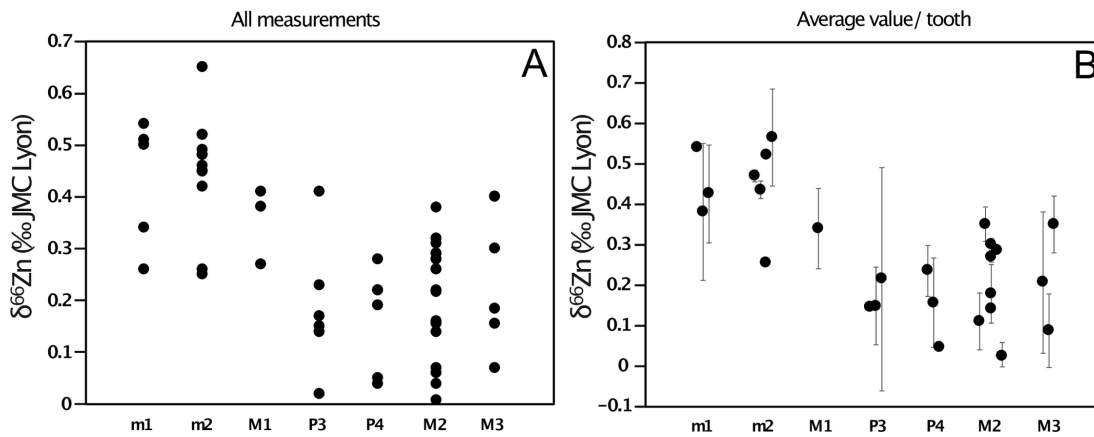 All measurements
A
0.7
0.6
0.5
0.4
0.3
0.2
0.1
0
δ⁶⁶Zn (‰ JMC Lyon)
m1 m2 M1 P3 P4 M2 M3
Average value/ tooth
B
0.8
0.7
0.6
0.5
0.4
0.3
0.2
0.1
0
−0.1
δ⁶⁶Zn (‰ JMC Lyon)
m1 m2 M1 P3 P4 M2 M3